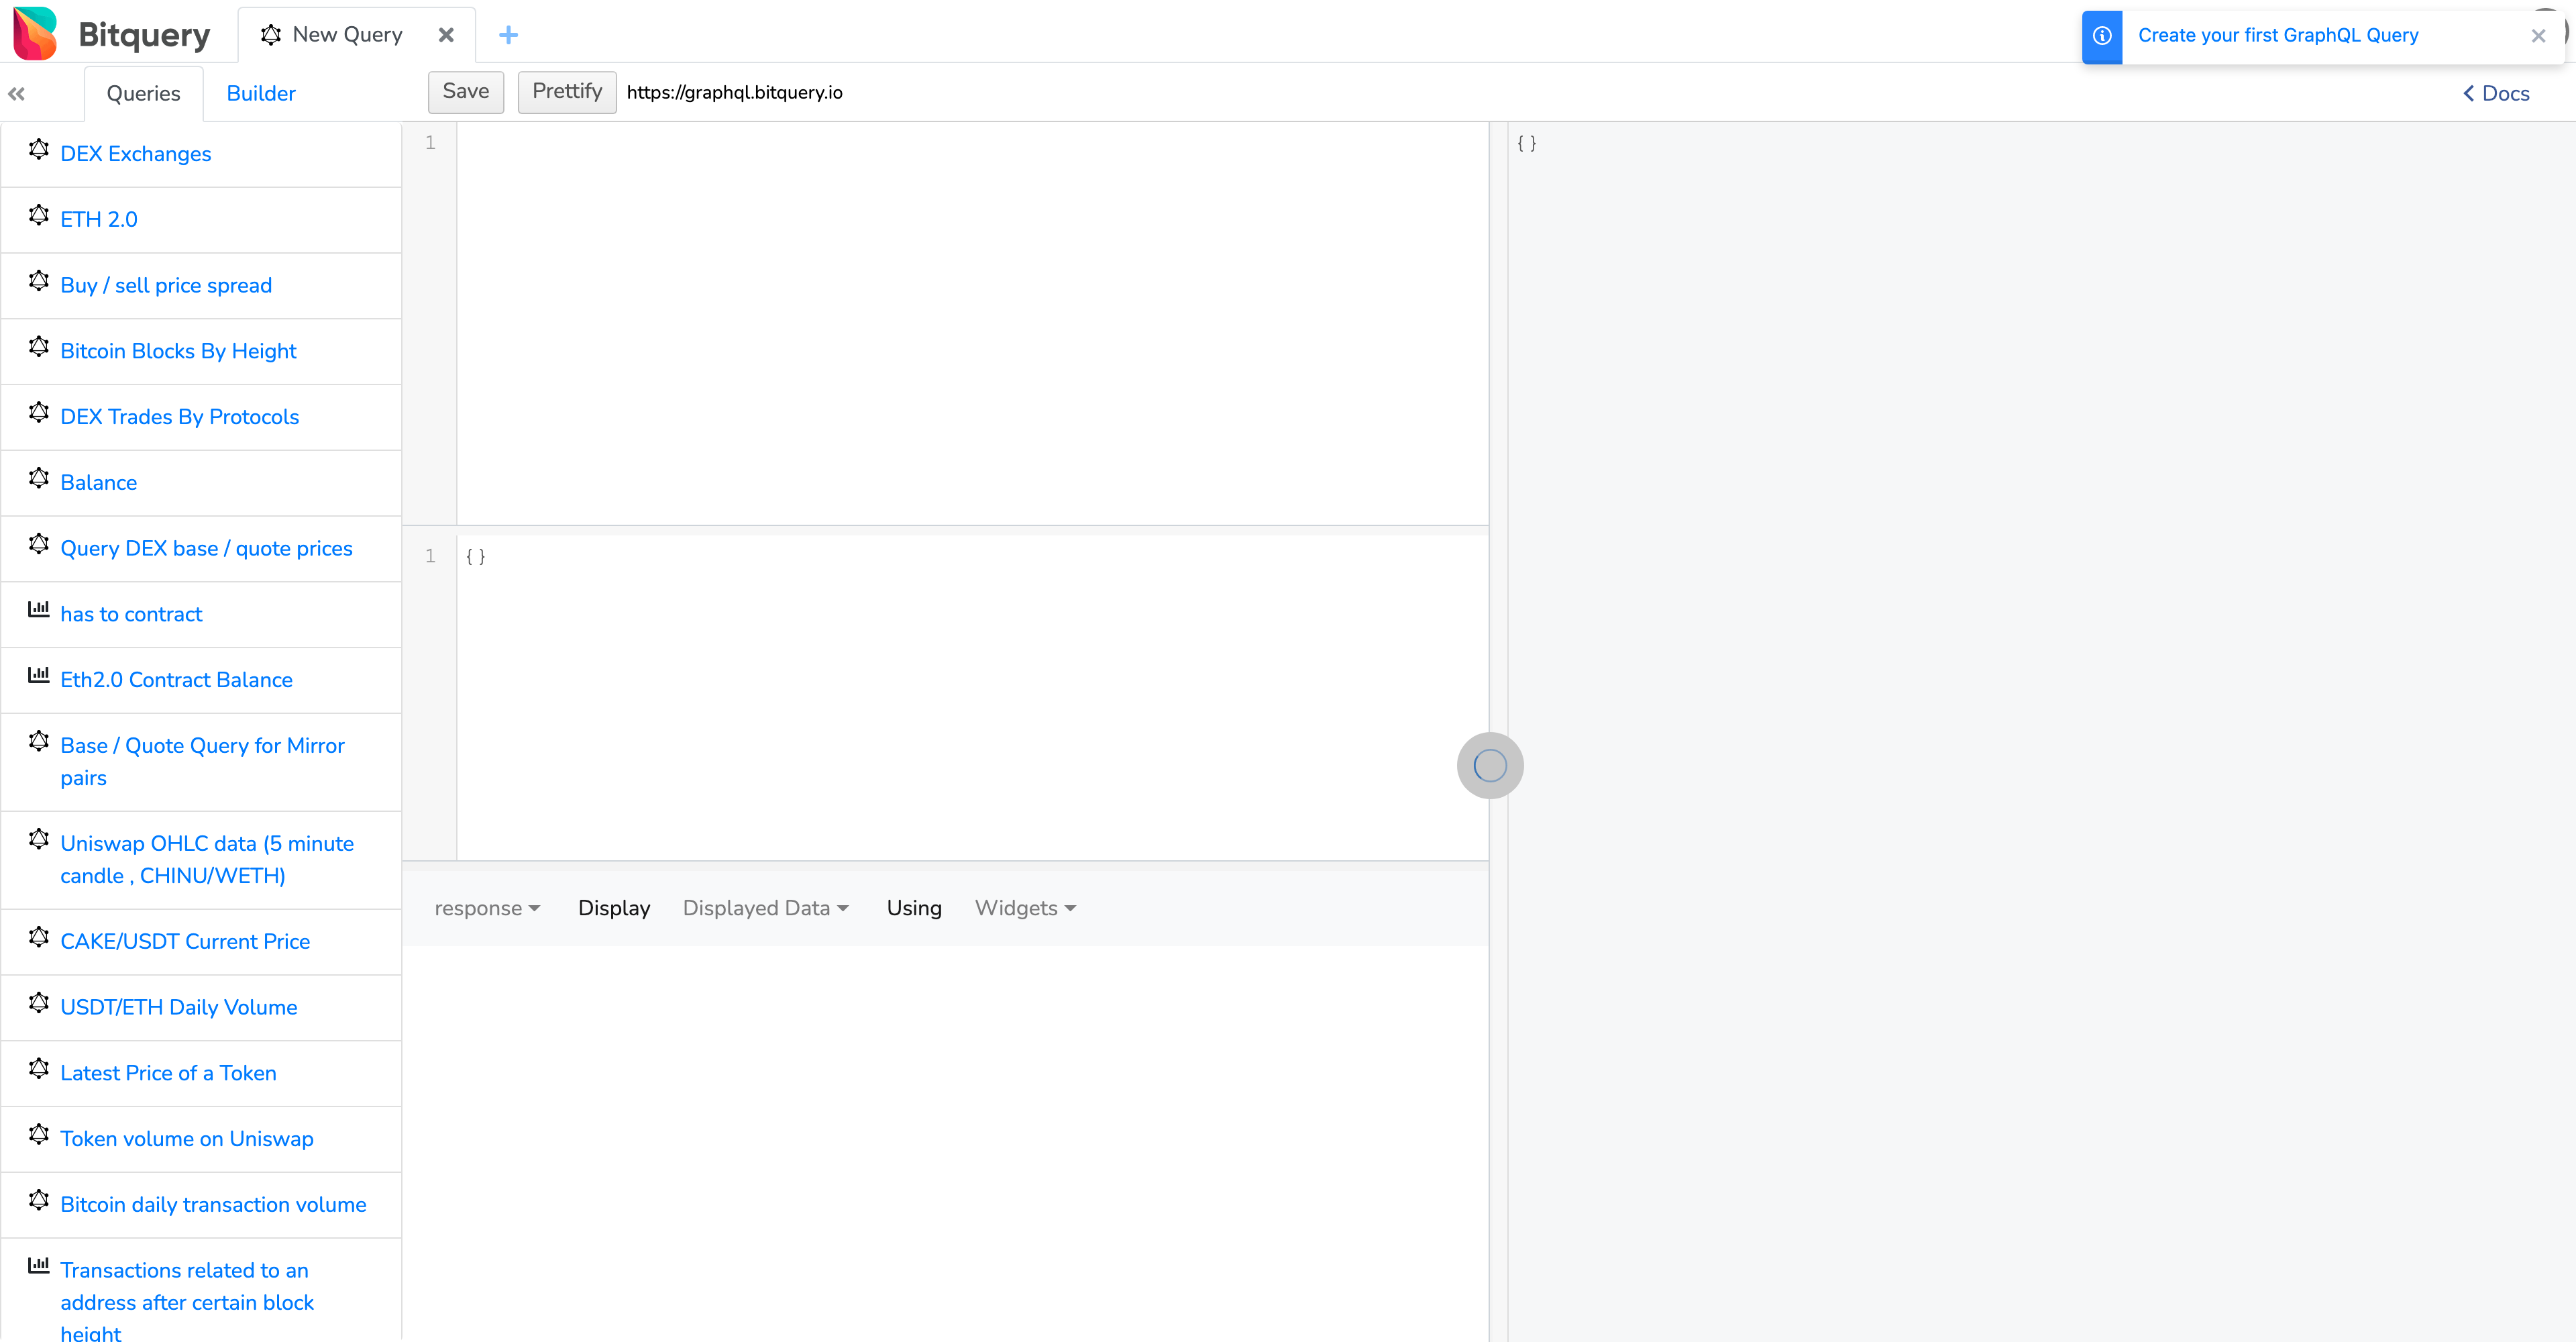 Bitquery
New Query
Create your first GraphQL Query
Queries
Builder
Save
Prettify
https://graphql.bitquery.io
Docs
DEX Exchanges
ETH 2.0
Buy / sell price spread
Bitcoin Blocks By Height
DEX Trades By Protocols
Balance
Query DEX base / quote prices
has to contract
Eth2.0 Contract Balance
Base / Quote Query for Mirror
pairs
Uniswap OHLC data (5 minute
candle , CHINU/WETH)
CAKE/USDT Current Price
USDT/ETH Daily Volume
Latest Price of a Token
Token volume on Uniswap
Bitcoin daily transaction volume
Transactions related to an
address after certain block
height
1
1 {}
response Display Displayed Data Using Widgets
{}